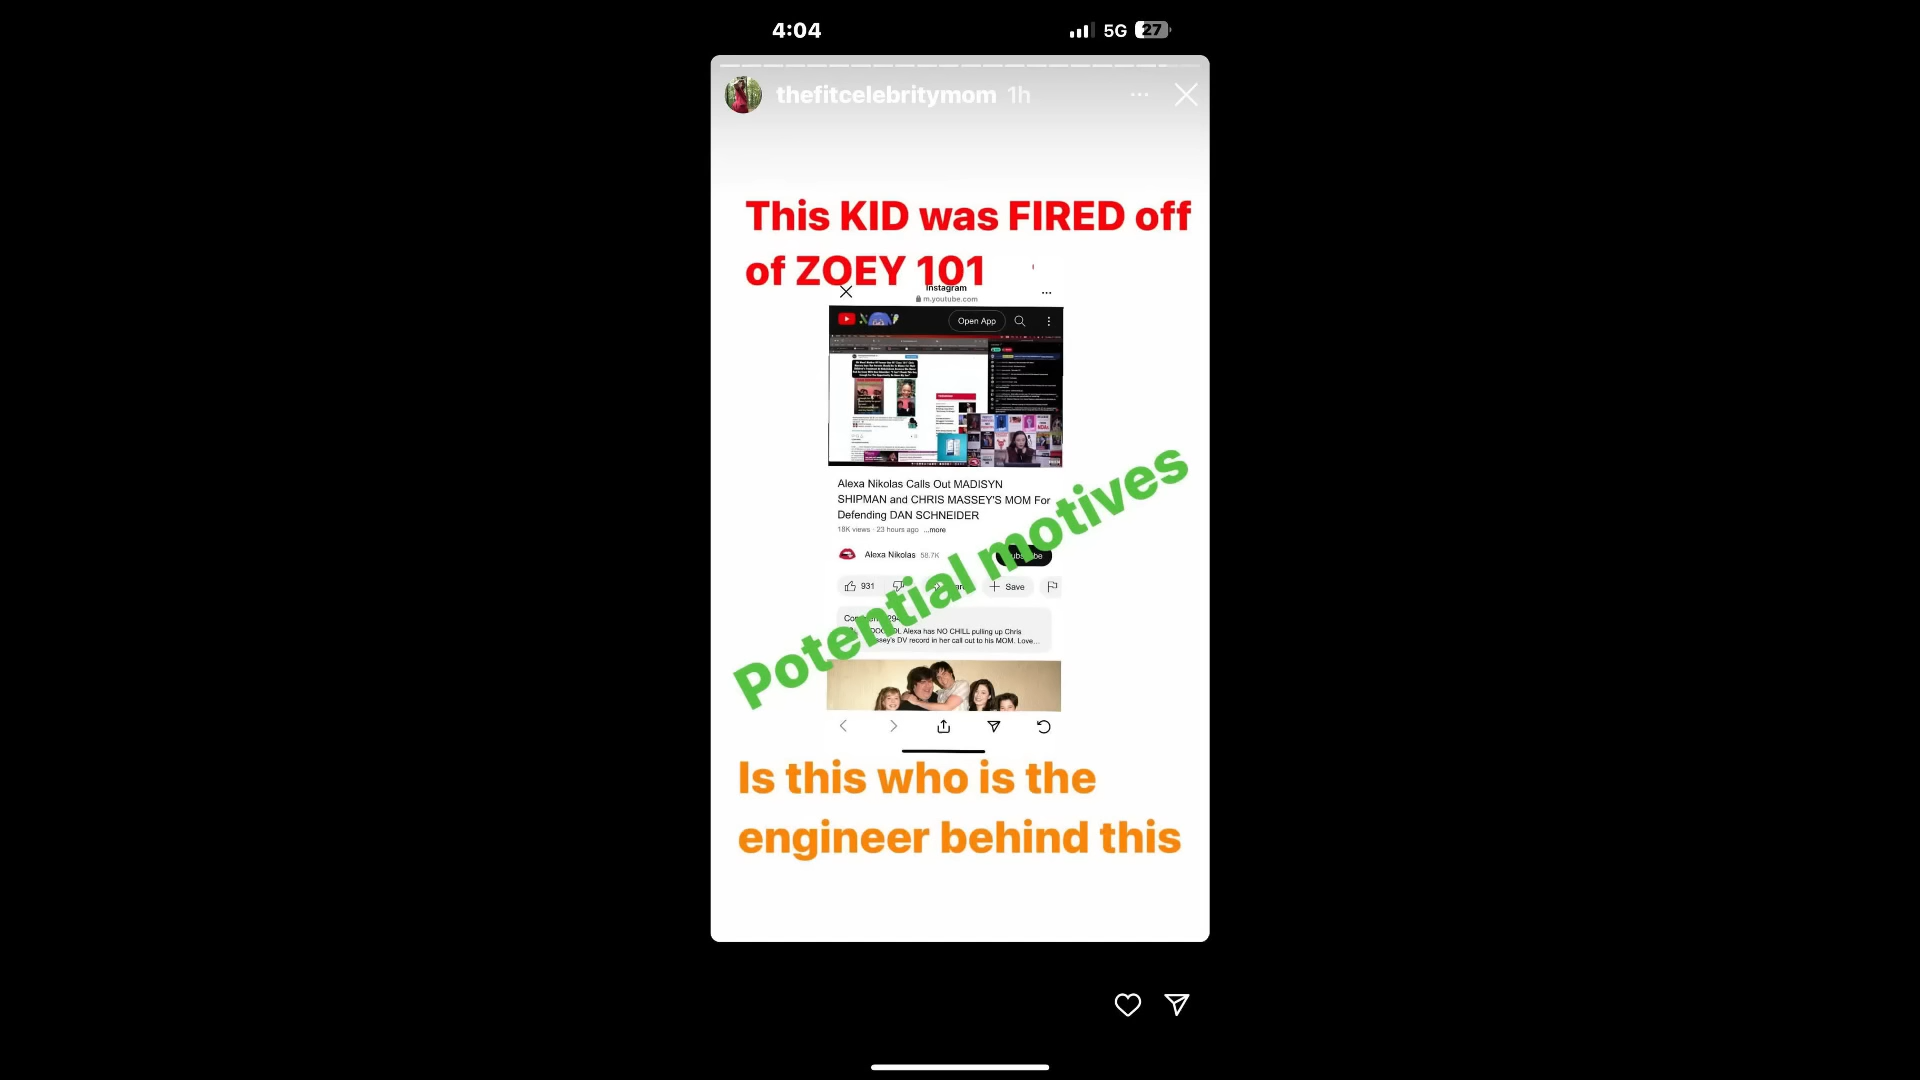 4:04
5G 27
thefitcelebritymom 1h
This KID was FIRED off
of ZOEY 101
Instagram
m.youtube.com
Open App
Alexa Nikolas Calls Out MADISYN
SHIPMAN and CHRIS MASSEY'S MOM For
Defending DAN SCHNEIDER
18K views · 23 hours ago ...more
Alexa Nikolas 58.7K
931
Save
Alexa has NO CHILL pulling up Chris
DV record in her call out to his MOM. Love...
Potential motives
Is this who is the
engineer behind this